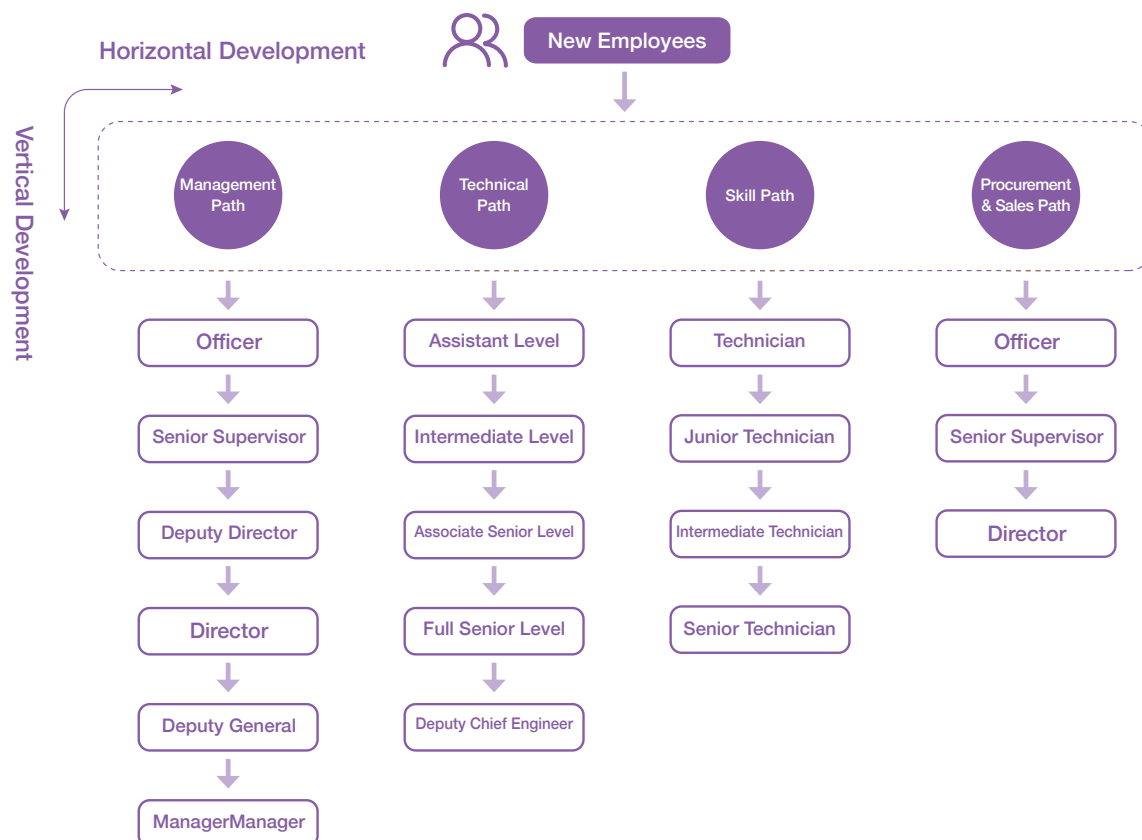 New Employees
Horizontal Development
Vertical Development
Management
Path
Technical
Path
Skill Path
Procurement
& Sales Path
Officer
Assistant Level
Technician
Officer
Senior Supervisor
Intermediate Level
Junior Technician
Senior Supervisor
Deputy Director
Associate Senior Level
Intermediate Technician
Director
Director
Full Senior Level
Senior Technician
Deputy General
Deputy Chief Engineer
ManagerManager